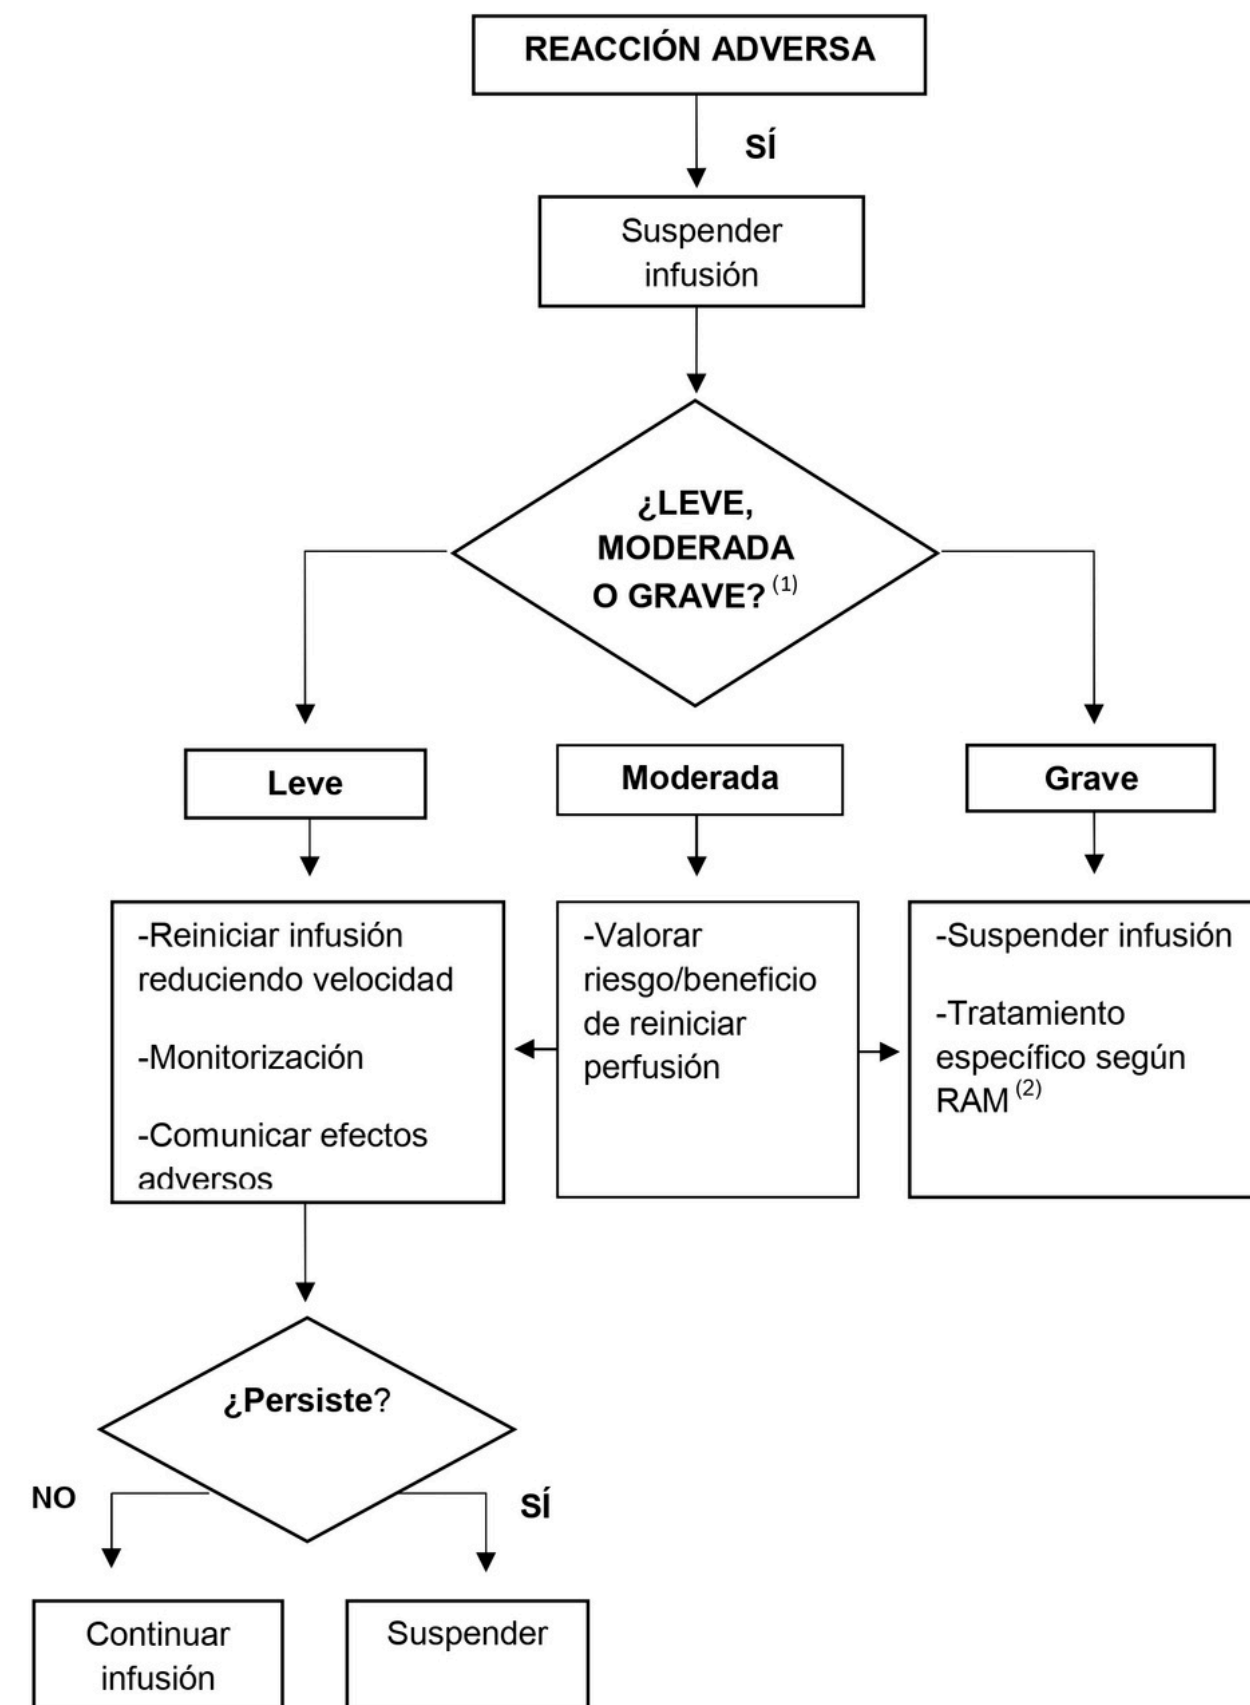 REACCIÓN ADVERSA
SÍ
Suspender
infusión
¿LEVE,
MODERADA
O GRAVE? (1)
Leve
Moderada
Grave
-Reiniciar infusión
reduciendo velocidad
-Monitorización
-Comunicar efectos
adversos
-Valorar
riesgo/beneficio
de reiniciar
perfusión
-Suspender infusión
-Tratamiento
específico según
RAM (2)
¿Persiste?
NO
SÍ
Continuar
infusión
Suspender